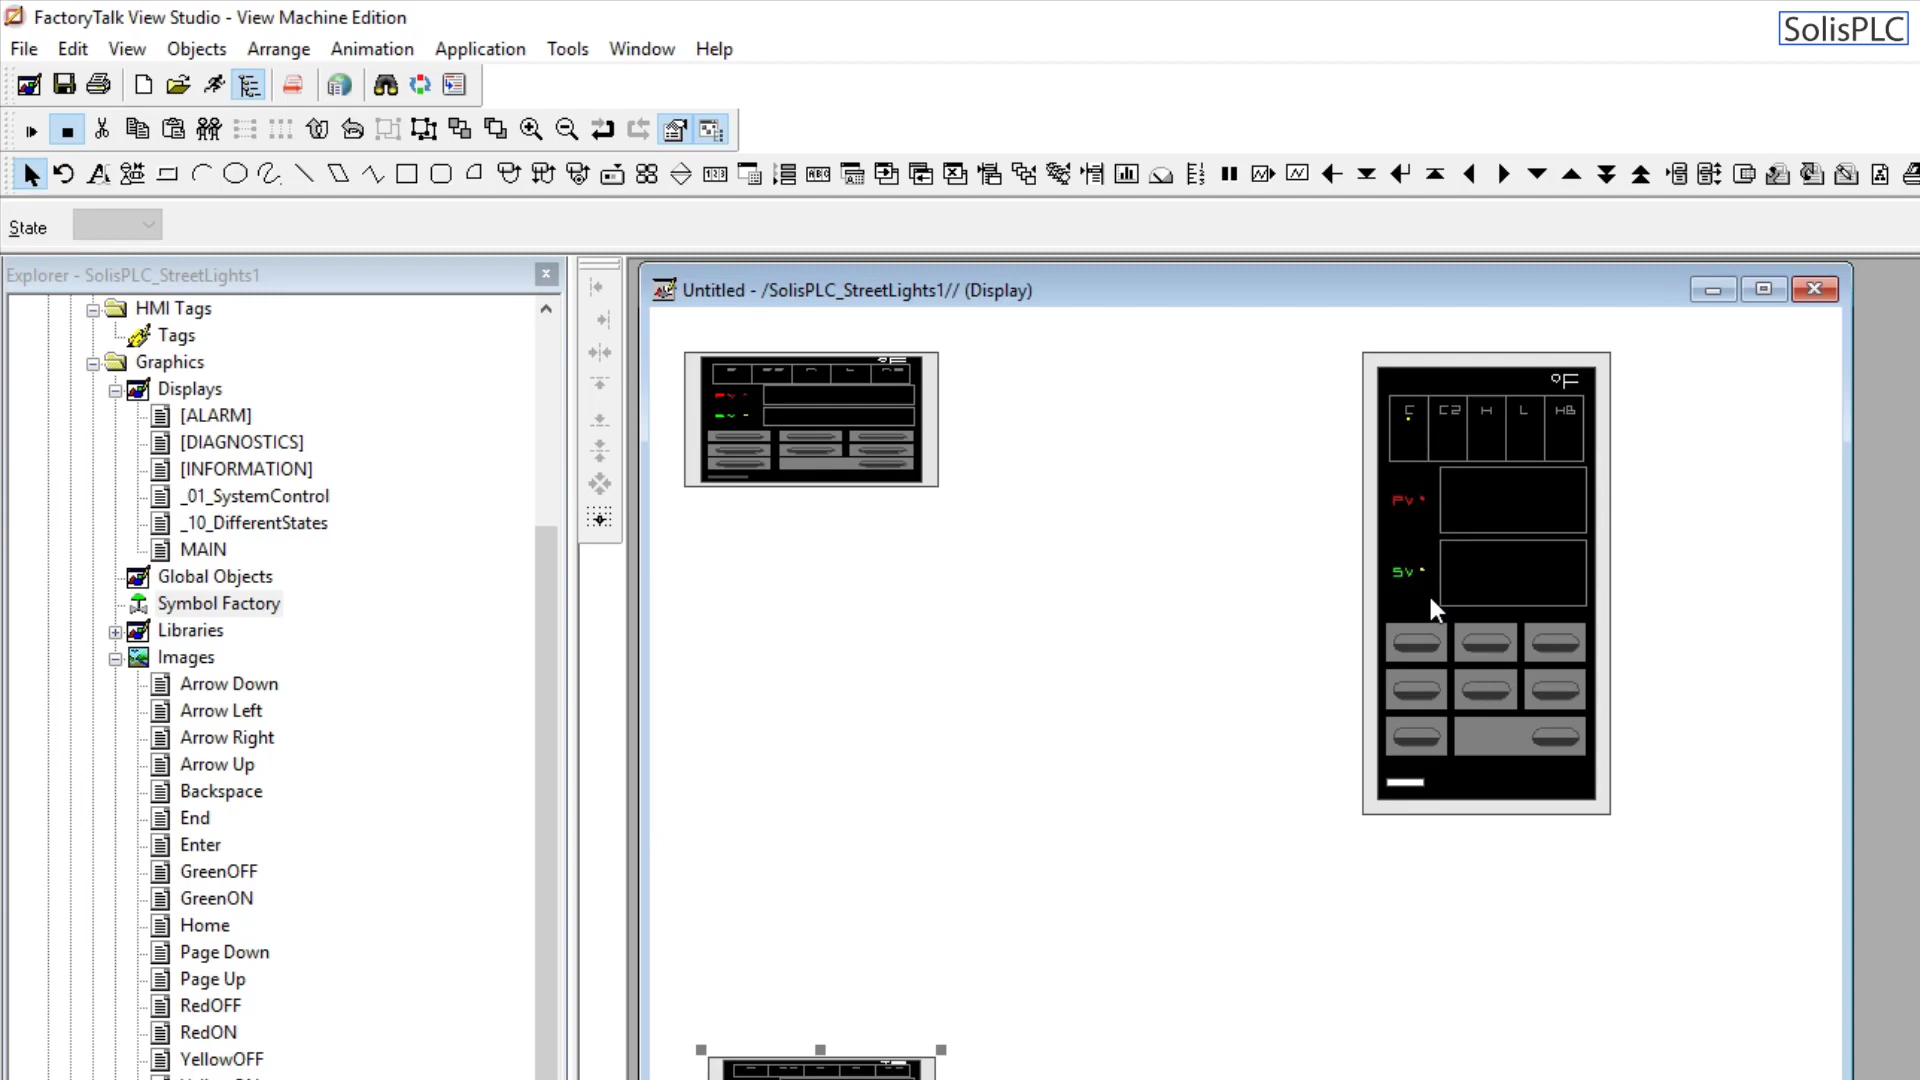 FactoryTalk View Studio - View Machine Edition
SolisPLC
File Edit View Objects Arrange Animation Tools Application Window Help
State
Explorer - SolisPLC_StreetLights1
HMI Tags
Tags
Graphics
Displays
[ALARM]
[DIAGNOSTICS]
[INFORMATION]
_01_SystemControl
_10_DifferentStates
MAIN
Global Objects
Symbol Factory
Libraries
Images
Arrow Down
Arrow Left
Arrow Right
Arrow Up
Backspace
End
Enter
GreenOFF
GreenON
Home
Page Down
Page Up
RedOFF
RedON
YellowOFF
Untitled - /SolisPLC_StreetLights1// (Display)
°F
°F
C C2 H L HB
PV
SV